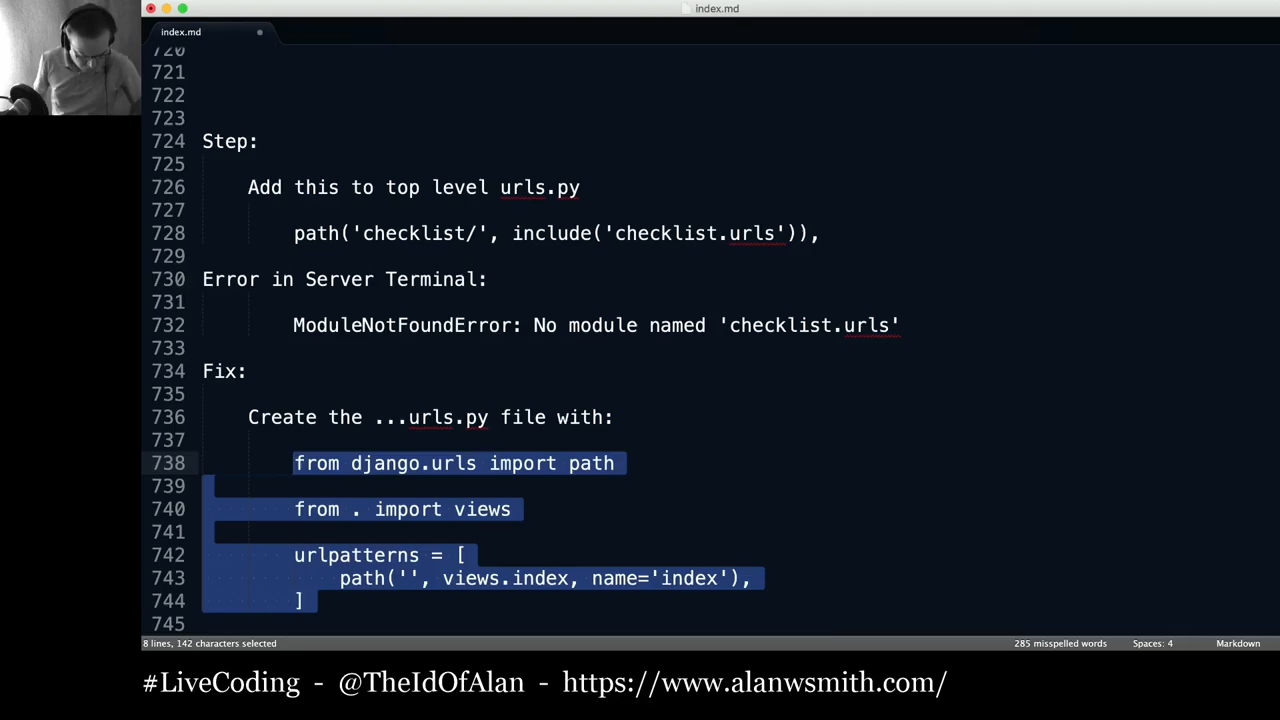 index.md
index.md
720
721
722
723
724 Step:
725
726 Add this to top level urls.py
727
728 path('checklist/', include('checklist.urls')),
729
730 Error in Server Terminal:
731
732 ModuleNotFoundError: No module named 'checklist.urls'
733
734 Fix:
735
736 Create the ...urls.py file with:
737
738 from django.urls import path
739
740 from . import views
741
742 urlpatterns = [
743 path('', views.index, name='index'),
744 ]
745
8 lines, 142 characters selected 285 misspelled words Spaces: 4 Markdown
#LiveCoding - @TheIdOfAlan - https://www.alanwsmith.com/